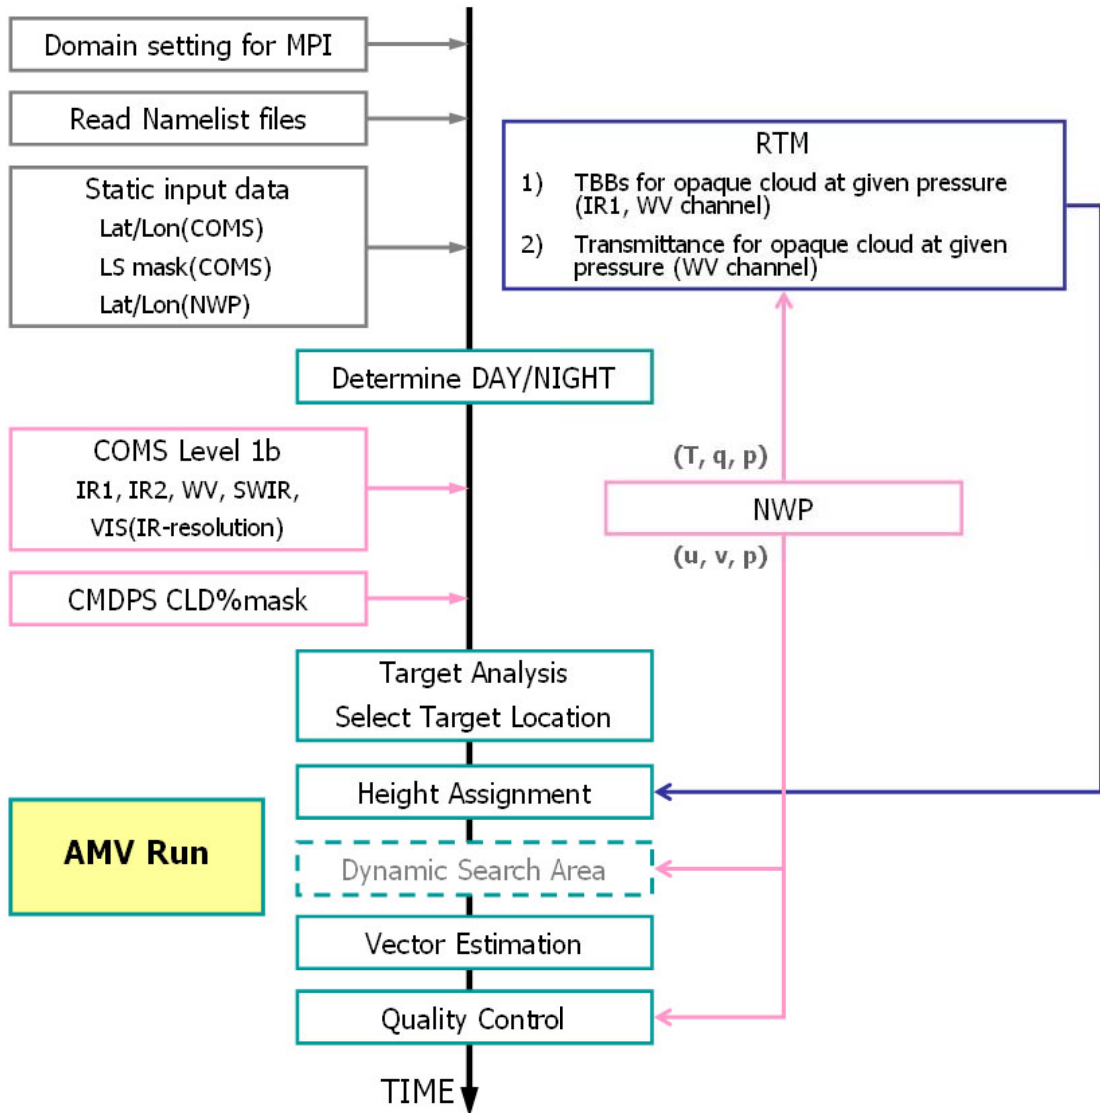 Domain setting for MPI
Read Namelist files
Static input data
Lat/Lon(COMS)
LS mask(COMS)
Lat/Lon(NWP)
RTM
1) TBBs for opaque cloud at given pressure
(IR1, WV channel)
2) Transmittance for opaque cloud at given
pressure (WV channel)
Determine DAY/NIGHT
COMS Level 1b
IR1, IR2, WV, SWIR,
VIS(IR-resolution)
(T, q, p)
NWP
(u, v, p)
CMDPS CLD%mask
Target Analysis
Select Target Location
Height Assignment
AMV Run
Dynamic Search Area
Vector Estimation
Quality Control
TIME